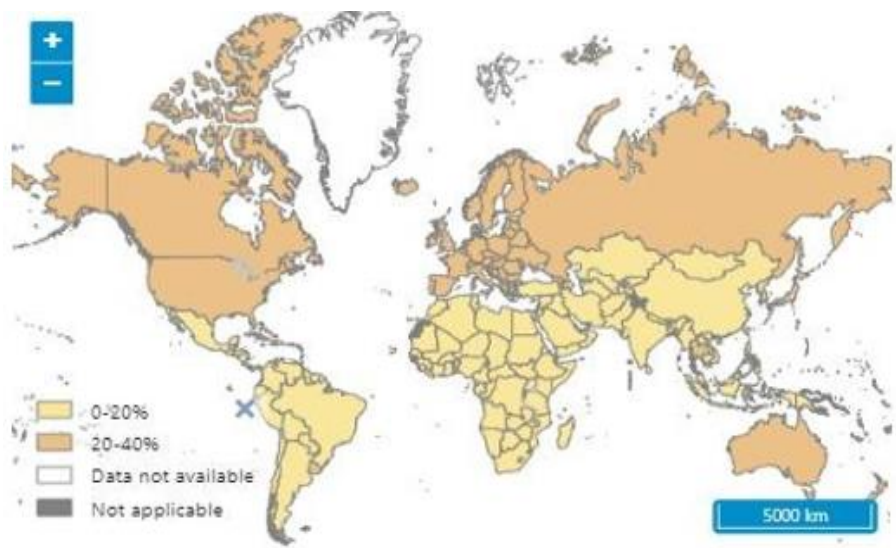 +
−
0-20%
20-40%
Data not available
Not applicable
5000 km